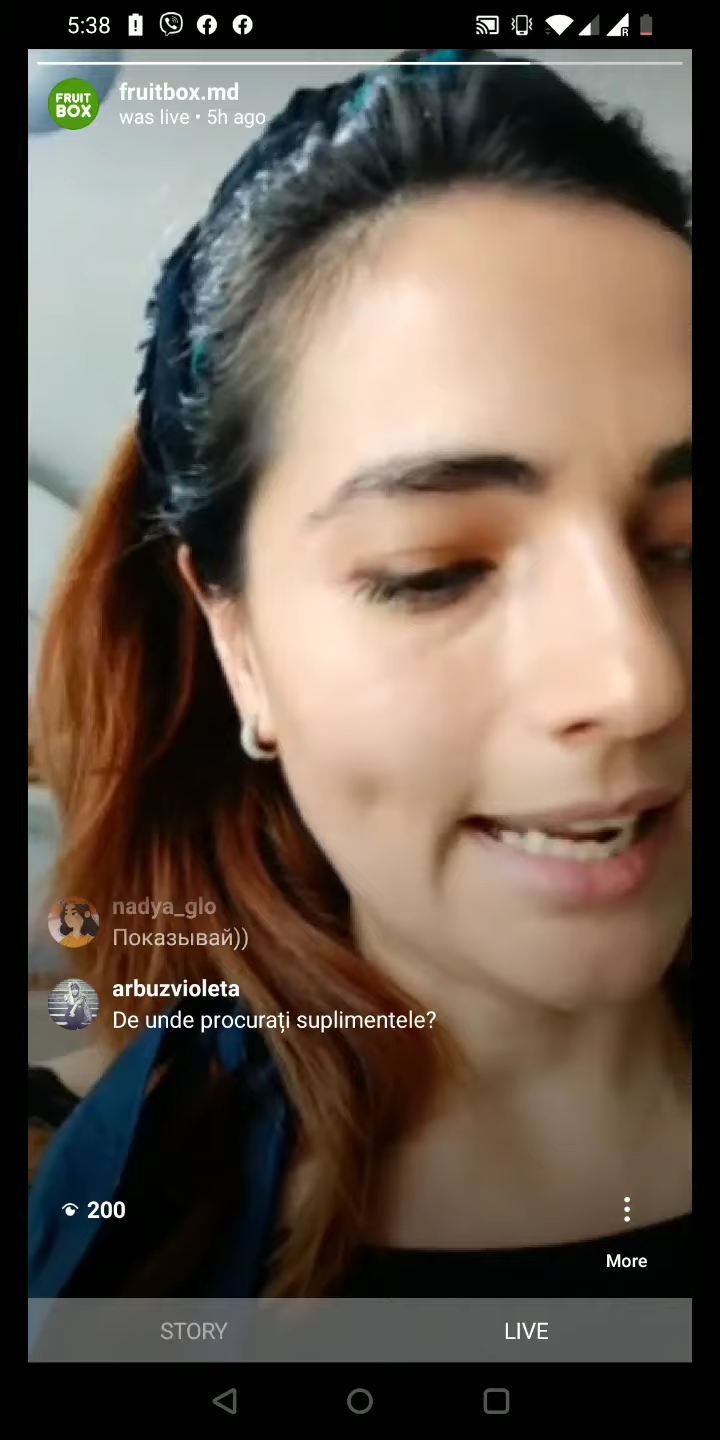 5:38
R
FRUIT
BOX
fruitbox.md
was live • 5h ago
nadya_glo
Показывай))
arbuzvioleta
De unde procurați suplimentele?
200
More
STORY
LIVE